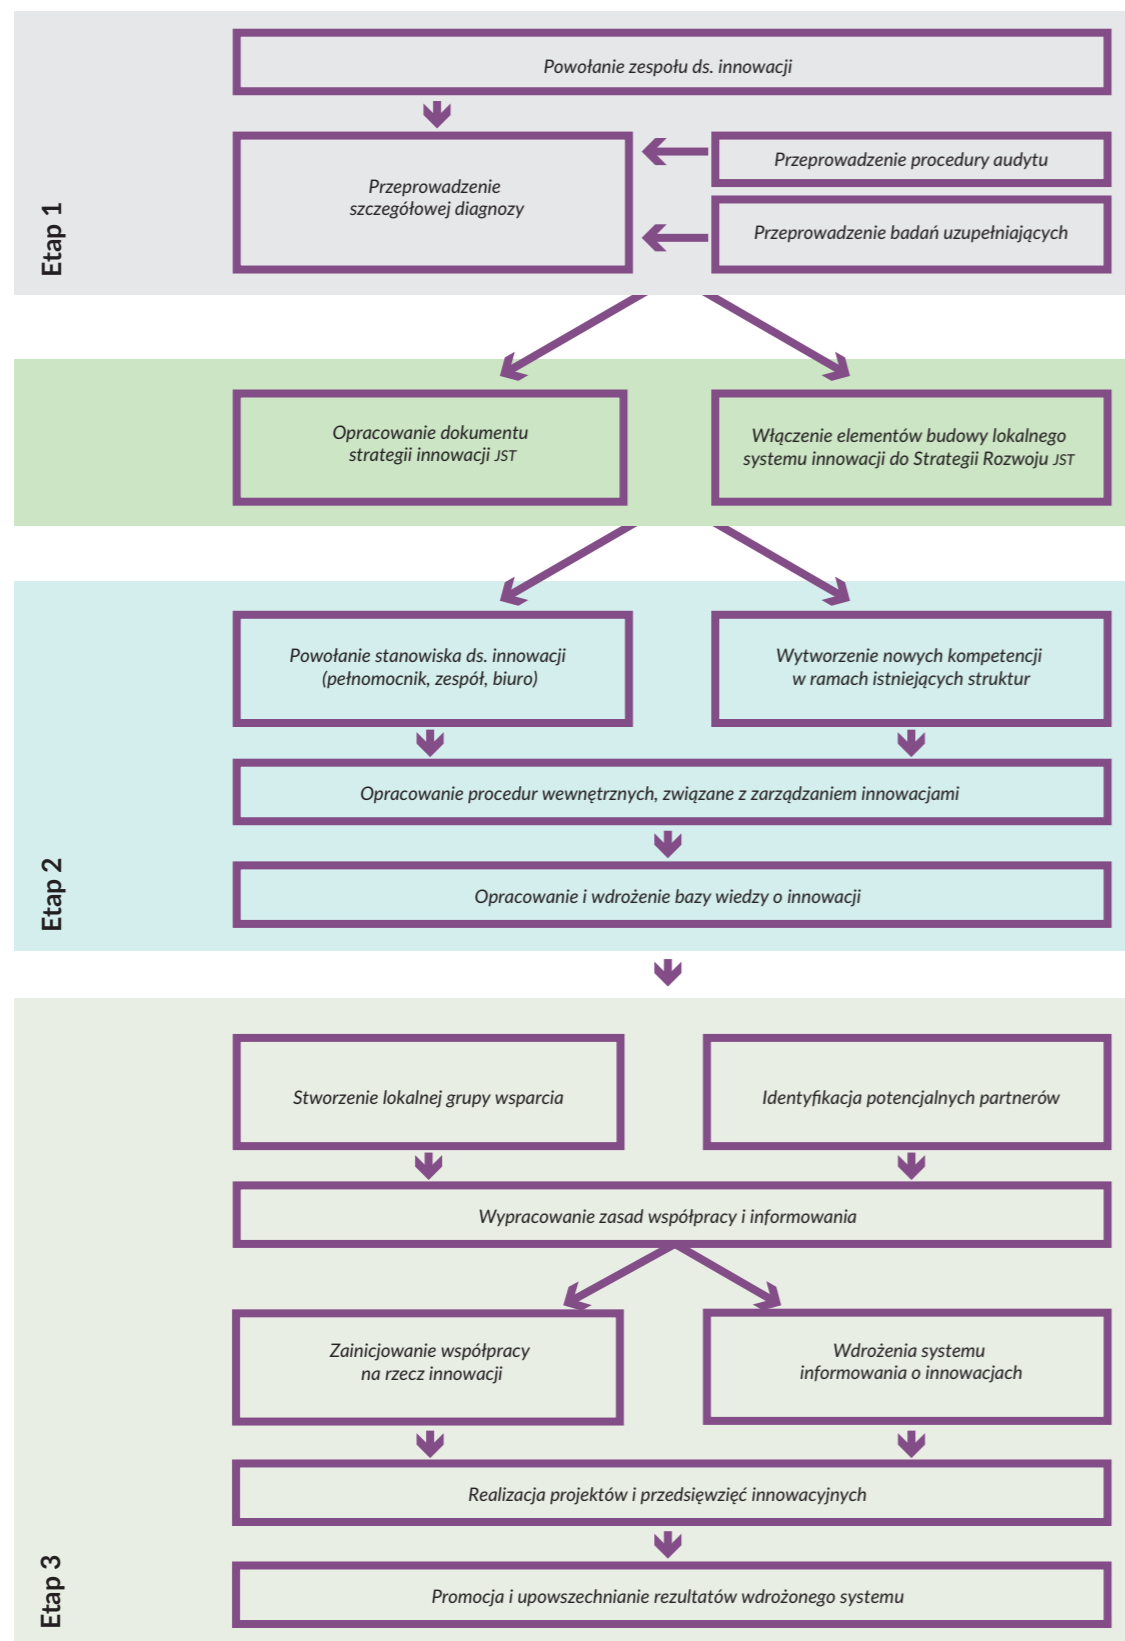 Etap 1
Powołanie zespołu ds. innowacji
Przeprowadzenie
szczegółowej diagnozy
Przeprowadzenie procedury audytu
Przeprowadzenie badań uzupełniających
Opracowanie dokumentu
strategii innowacji JST
Włączenie elementów budowy lokalnego
systemu innowacji do Strategii Rozwoju JST
Etap 2
Powołanie stanowiska ds. innowacji
(pełnomocnik, zespół, biuro)
Wytworzenie nowych kompetencji
w ramach istniejących struktur
Opracowanie procedur wewnętrznych, związane z zarządzaniem innowacjami
Opracowanie i wdrożenie bazy wiedzy o innowacji
Etap 3
Stworzenie lokalnej grupy wsparcia
Identyfikacja potencjalnych partnerów
Wypracowanie zasad współpracy i informowania
Zainicjowanie współpracy
na rzecz innowacji
Wdrożenia systemu
informowania o innowacjach
Realizacja projektów i przedsięwzięć innowacyjnych
Promocja i upowszechnianie rezultatów wdrożonego systemu